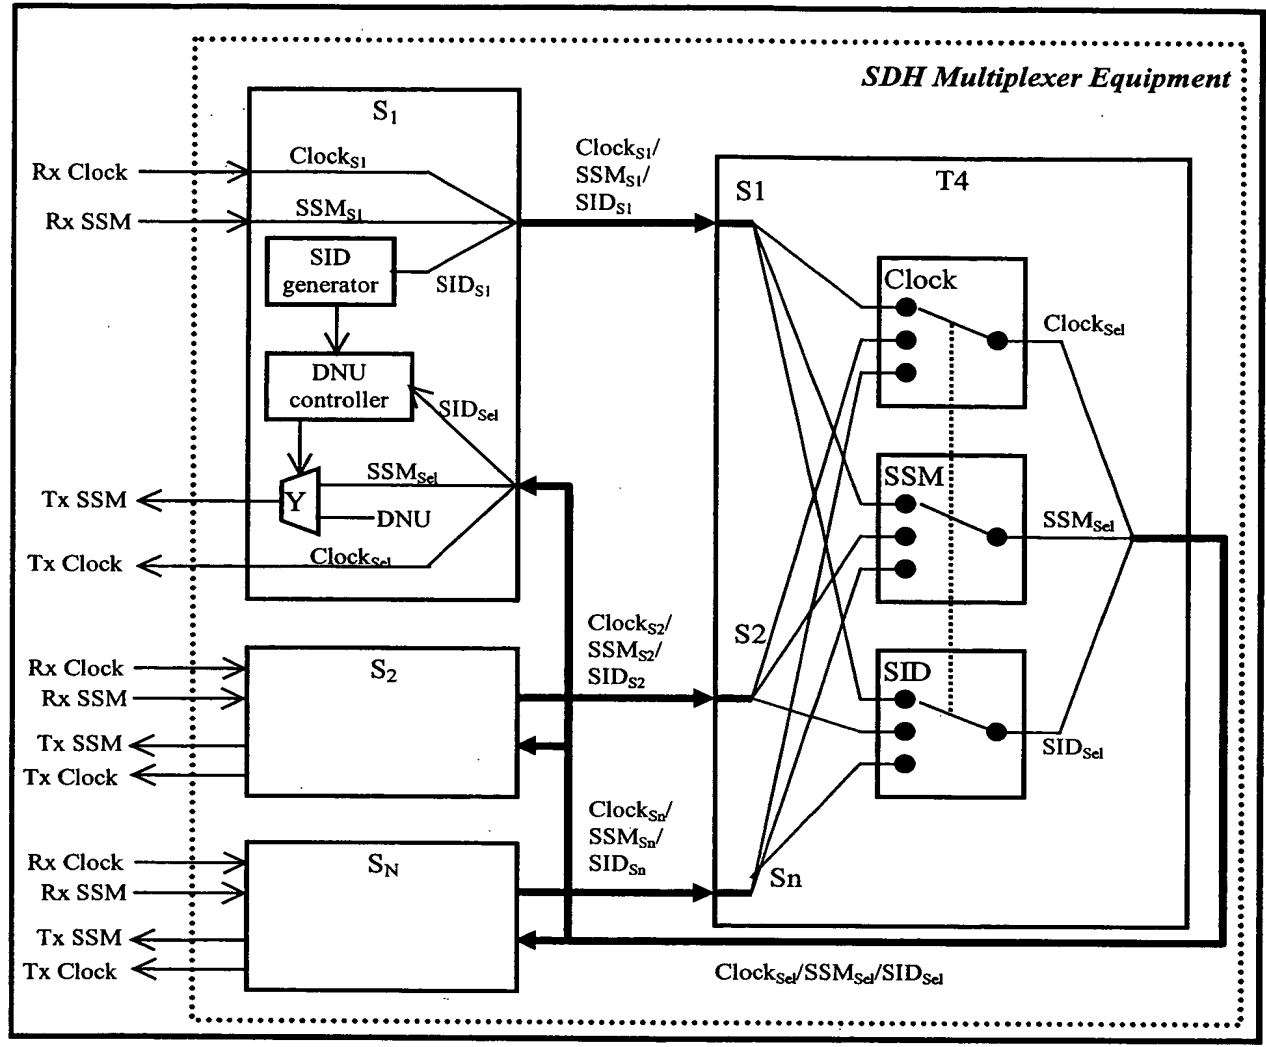 SDH Multiplexer Equipment
S1
Rx Clock
ClockS1
Rx SSM
SSMS1
SID
generator
SIDS1
DNU
controller
SIDSel
SSMSel
Tx SSM
Y
DNU
Tx Clock
ClockSel
ClockS1/
SSMS1/
SIDS1
S1
T4
Clock
ClockSel
SSM
SSMSel
S2
SID
SIDSel
Sn
Rx Clock
Rx SSM
Tx SSM
Tx Clock
S2
ClockS2/
SSMS2/
SIDS2
Rx Clock
Rx SSM
Tx SSM
Tx Clock
SN
ClockSn/
SSMSn/
SIDSn
ClockSel/SSMSel/SIDSel